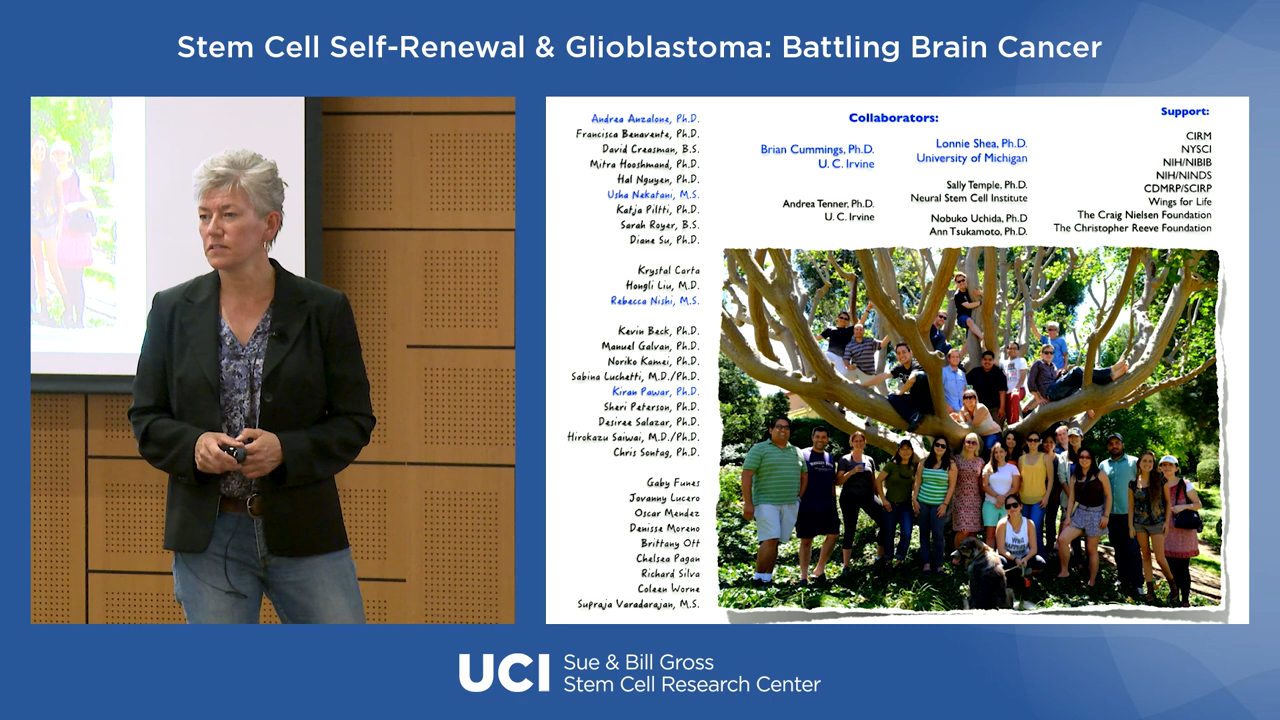 Stem Cell Self-Renewal & Glioblastoma: Battling Brain Cancer
Andrea Anzalone, Ph.D.
Francisca Benavente, Ph.D.
David Creasman, B.S.
Mitra Hooshmand, Ph.D.
Hal Nguyen, Ph.D.
Usha Nekatani, M.S.
Katja Piltti, Ph.D.
Sarah Royer, B.S.
Diane Su, Ph.D.
Krystal Carta
Hongli Liu, M.D.
Rebecca Nishi, M.S.
Kevin Beck, Ph.D.
Manuel Galvan, Ph.D.
Noriko Kamei, Ph.D.
Sabina Luchetti, M.D./Ph.D.
Kiran Pawar, Ph.D.
Sheri Peterson, Ph.D.
Desiree Salazar, Ph.D.
Hirokazu Saiwai, M.D./Ph.D.
Chris Sontag, Ph.D.
Gaby Funes
Jovanny Lucero
Oscar Mendez
Denisse Moreno
Brittany Ott
Chelsea Pagan
Richard Silva
Coleen Worne
Supraja Varadarajan, M.S.
Collaborators:
Brian Cummings, Ph.D.
U. C. Irvine
Andrea Tenner, Ph.D.
U. C. Irvine
Lonnie Shea, Ph.D.
University of Michigan
Sally Temple, Ph.D.
Neural Stem Cell Institute
Nobuko Uchida, Ph.D
Ann Tsukamoto, Ph.D.
Support:
CIRM
NYSCI
NIH/NIBIB
NIH/NINDS
CDMRP/SCIRP
Wings for Life
The Craig Nielsen Foundation
The Christopher Reeve Foundation
UCI
Sue & Bill Gross
Stem Cell Research Center